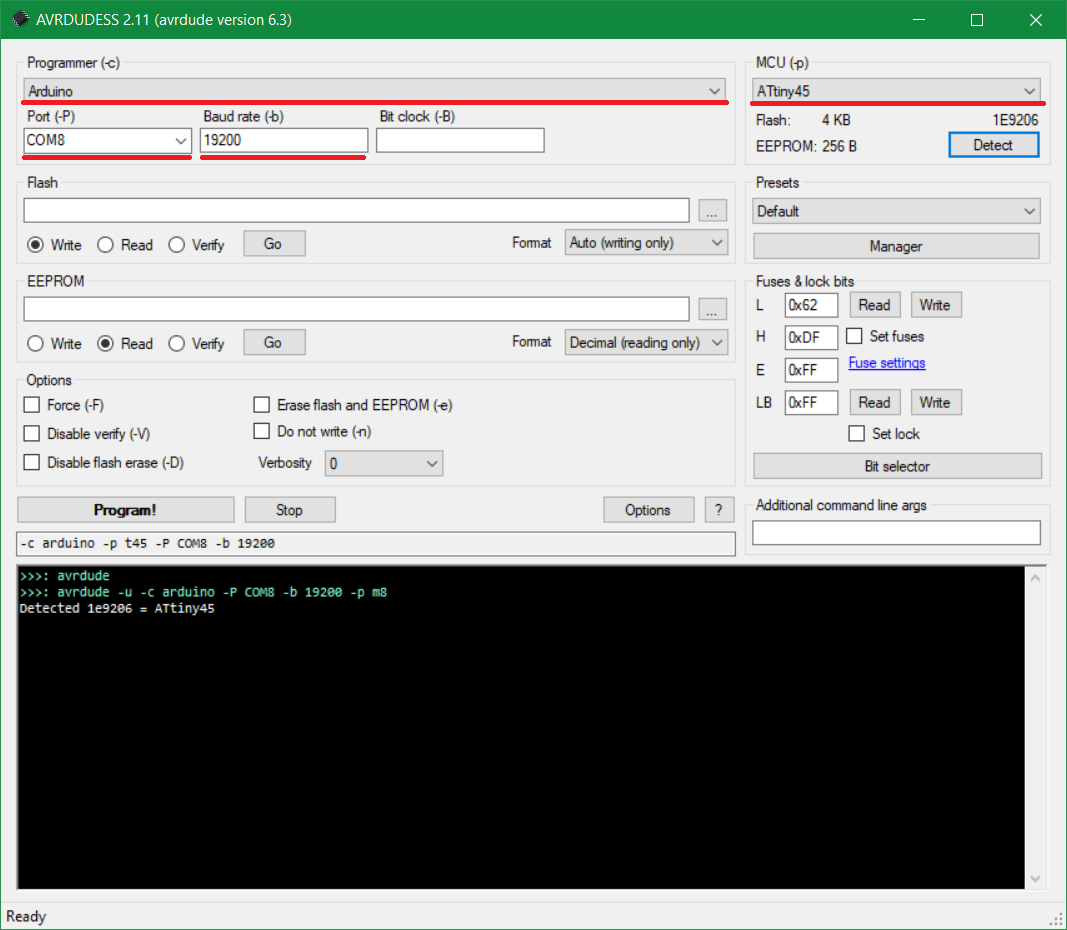 AVRDUDESS 2.11 (avrdude version 6.3)
Programmer (-c)
Arduino
Port (-P)
Baud rate (-b)
Bit clock (-B)
COM8
19200
MCU (-p)
ATtiny45
Flash: 4 KB 1E9206
EEPROM: 256 B
Detect
Flash
...
Write Read Verify Go Format Auto (writing only)
Presets
Default
Manager
EEPROM
...
Write Read Verify Go Format Decimal (reading only)
Fuses & lock bits
L 0x62 Read Write
H 0xDF Set fuses
E 0xFF Fuse settings
LB 0xFF Read Write
Set lock
Bit selector
Options
Force (-F) Erase flash and EEPROM (-e)
Disable verify (-V) Do not write (-n)
Disable flash erase (-D) Verbosity 0
Program! Stop Options ?
Additional command line args
-c arduino -p t45 -P COM8 -b 19200
>>>: avrdude
>>>: avrdude -u -c arduino -P COM8 -b 19200 -p m8
Detected 1e9206 = ATtiny45
Ready